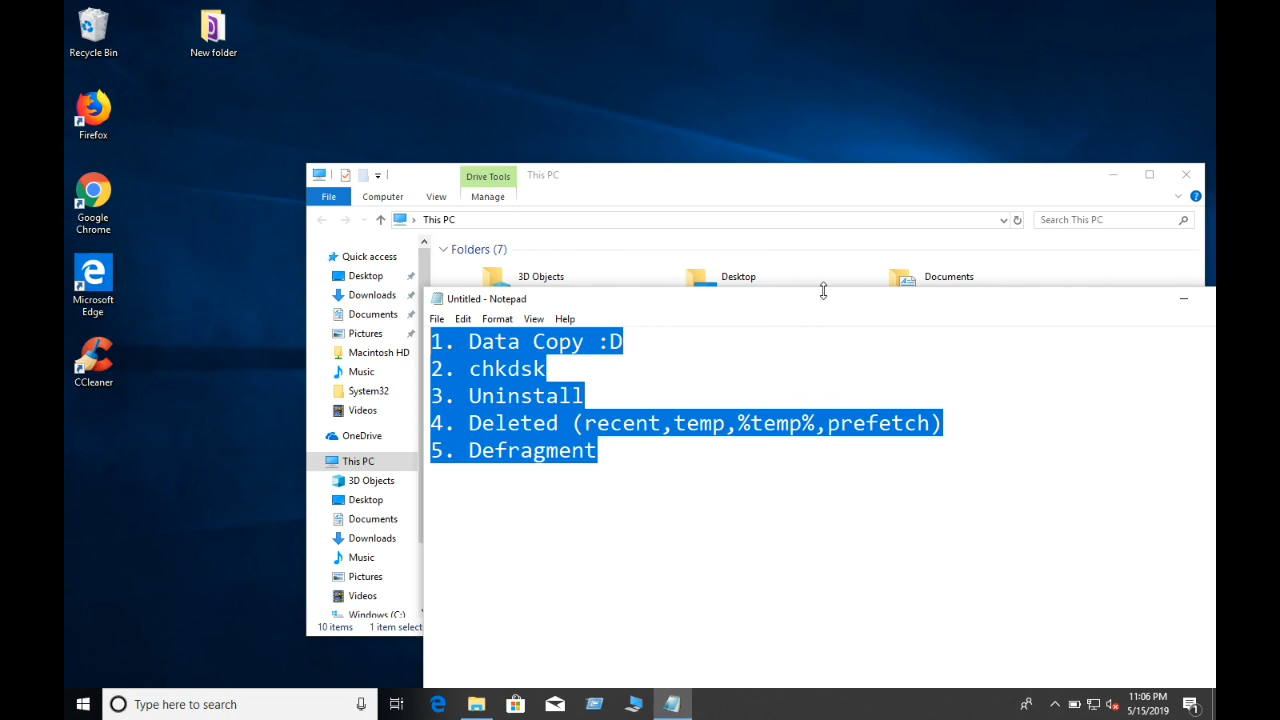 Recycle Bin
New folder
Firefox
Google
Chrome
Microsoft
Edge
CCleaner
Drive Tools
This PC
File
Computer
View
Manage
This PC
Search This PC
Quick access
Desktop
Downloads
Documents
Pictures
Macintosh HD
Music
System32
Videos
OneDrive
This PC
3D Objects
Desktop
Documents
Downloads
Music
Pictures
Videos
Windows (C:)
10 items
1 item select
Folders (7)
3D Objects
Desktop
Documents
Untitled - Notepad
File Edit Format View Help
1. Data Copy :D
2. chkdsk
3. Uninstall
4. Deleted (recent,temp,%temp%,prefetch)
5. Defragment
Type here to search
11:06 PM
5/15/2019
1